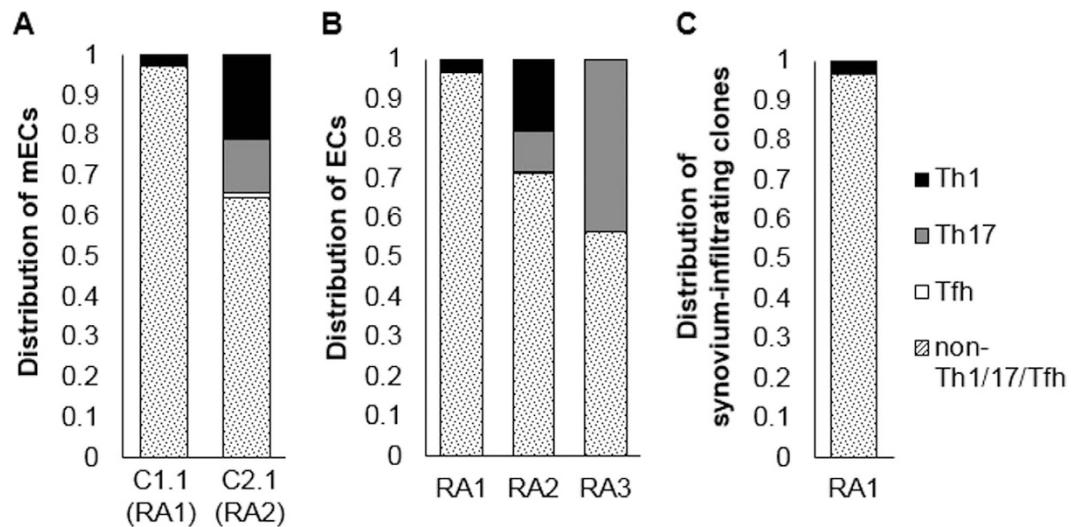 A
Distribution of mECs
1
0.9
0.8
0.7
0.6
0.5
0.4
0.3
0.2
0.1
0
C1.1
(RA1)
C2.1
(RA2)
B
Distribution of ECs
1
0.9
0.8
0.7
0.6
0.5
0.4
0.3
0.2
0.1
0
RA1
RA2
RA3
C
Distribution of
synovium-infiltrating clones
1
0.9
0.8
0.7
0.6
0.5
0.4
0.3
0.2
0.1
0
RA1
Th1
Th17
Tfh
non-
Th1/17/Tfh